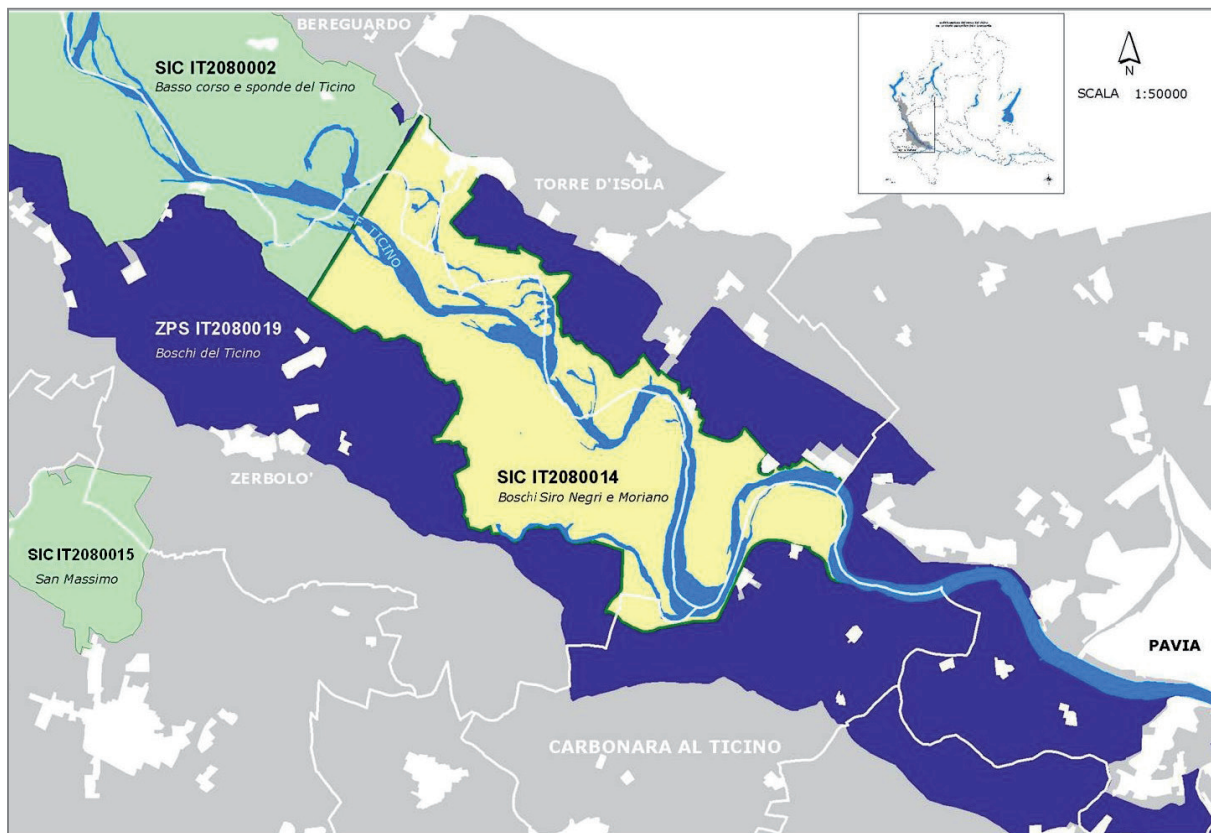 BEREGUARDO
SIC IT2080002
Basso corso e sponde del Ticino
N
SCALA 1:50000
TORRE D'ISOLA
F. TICINO
ZPS IT2080019
Boschi del Ticino
ZERBOLO'
SIC IT2080014
Boschi Siro Negri e Moriano
SIC IT2080015
San Massimo
PAVIA
CARBONARA AL TICINO